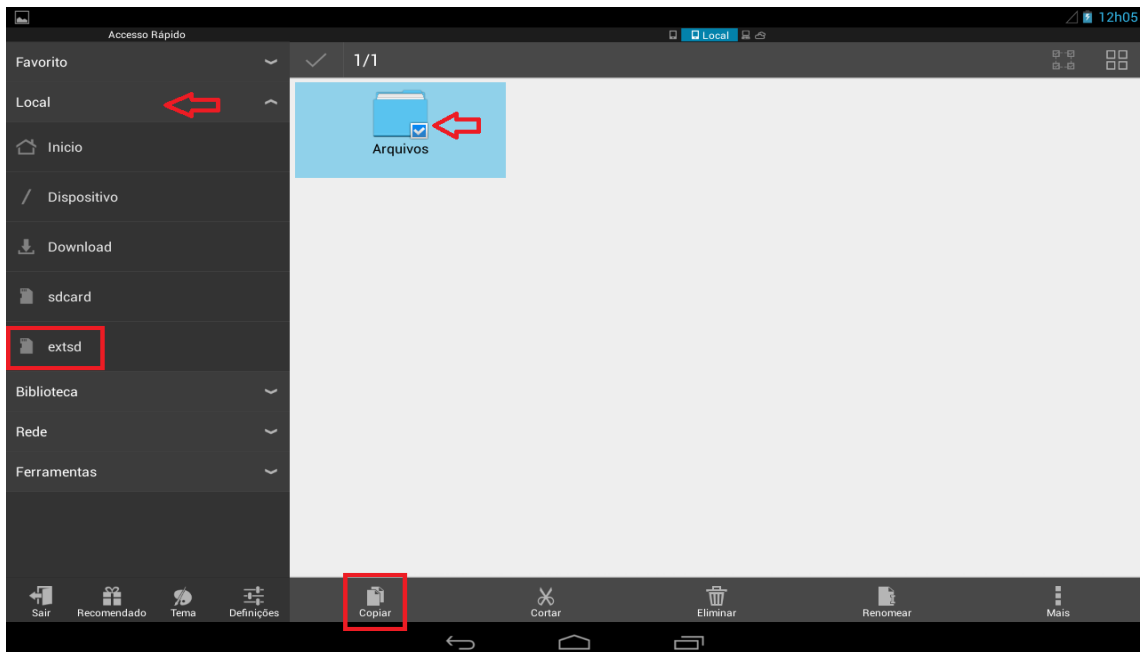 12h05
Accesso Rápido
Local
Favorito
1/1
Local
Inicio
Dispositivo
Download
sdcard
extsd
Biblioteca
Rede
Ferramentas
Arquivos
Sair
Recomendado
Tema
Definições
Copiar
Cortar
Eliminar
Renomear
Mais